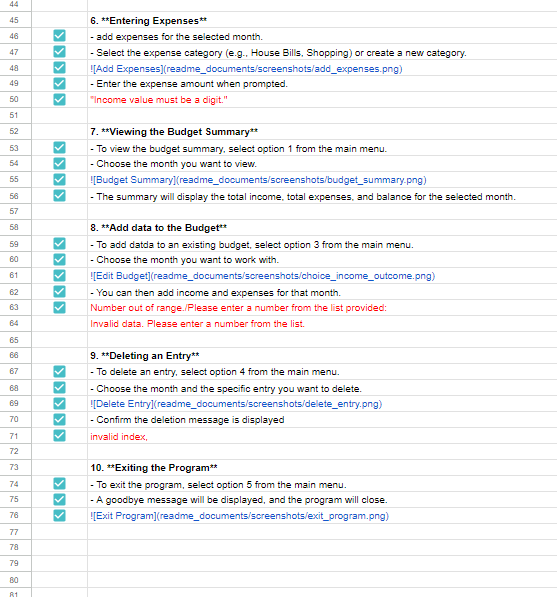 44
45 6. **Entering Expenses**
46 - add expenses for the selected month.
47 - Select the expense category (e.g., House Bills, Shopping) or create a new category.
48 ![Add Expenses](readme_documents/screenshots/add_expenses.png)
49 - Enter the expense amount when prompted.
50 "Income value must be a digit."
51
52 7. **Viewing the Budget Summary**
53 - To view the budget summary, select option 1 from the main menu.
54 - Choose the month you want to view.
55 ![Budget Summary](readme_documents/screenshots/budget_summary.png)
56 - The summary will display the total income, total expenses, and balance for the selected month.
57
58 8. **Add data to the Budget**
59 - To add datda to an existing budget, select option 3 from the main menu.
60 - Choose the month you want to work with.
61 ![Edit Budget](readme_documents/screenshots/choice_income_outcome.png)
62 - You can then add income and expenses for that month.
63 Number out of range./Please enter a number from the list provided:
64 Invalid data, Please enter a number from the list.
65
66 9. **Deleting an Entry**
67 - To delete an entry, select option 4 from the main menu.
68 - Choose the month and the specific entry you want to delete.
69 ![Delete Entry](readme_documents/screenshots/delete_entry.png)
70 - Confirm the deletion message is displayed
71 invalid index,
72
73 10. **Exiting the Program**
74 - To exit the program, select option 5 from the main menu.
75 - A goodbye message will be displayed, and the program will close.
76 ![Exit Program](readme_documents/screenshots/exit_program.png)
77
78
79
80
81